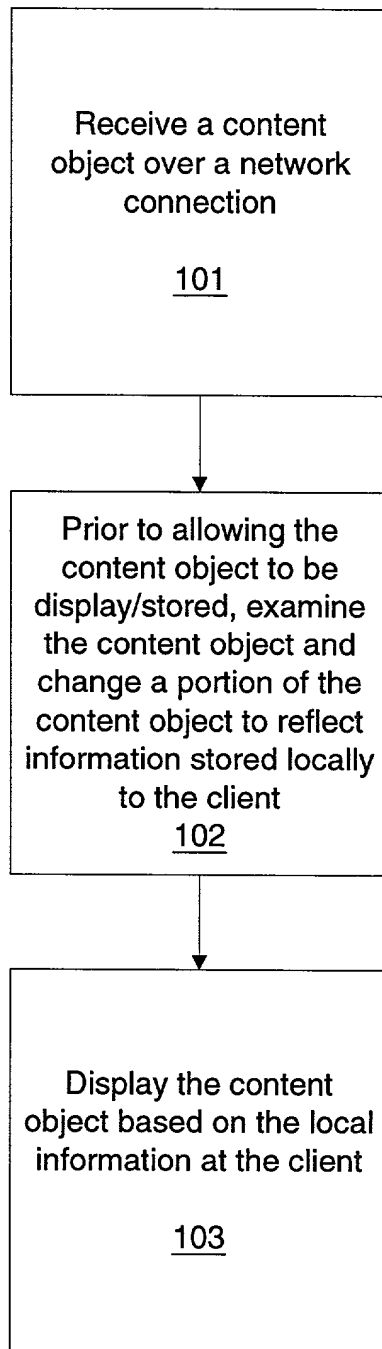 Receive a content
object over a network
connection
101
Prior to allowing the
content object to be
display/stored, examine
the content object and
change a portion of the
content object to reflect
information stored locally
to the client
102
Display the content
object based on the local
information at the client
103